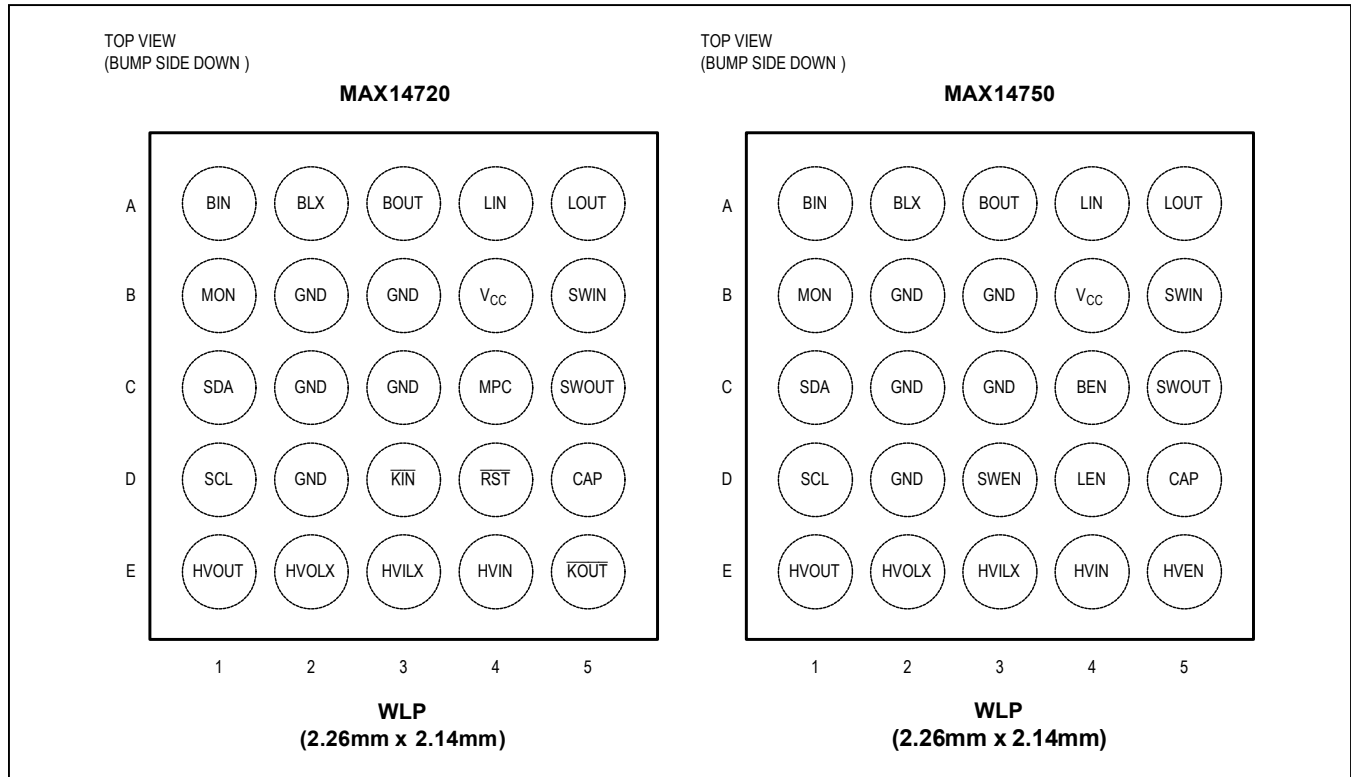 TOP VIEW
(BUMP SIDE DOWN )
MAX14720
A BIN BLX BOUT LIN LOUT
B MON GND GND VCC SWIN
C SDA GND GND MPC SWOUT
D SCL GND K̅I̅N̅ R̅S̅T̅ CAP
E HVOUT HVOLX HVILX HVIN K̅O̅U̅T̅
1 2 3 4 5
WLP
(2.26mm x 2.14mm)
TOP VIEW
(BUMP SIDE DOWN )
MAX14750
A BIN BLX BOUT LIN LOUT
B MON GND GND VCC SWIN
C SDA GND GND BEN SWOUT
D SCL GND SWEN LEN CAP
E HVOUT HVOLX HVILX HVIN HVEN
1 2 3 4 5
WLP
(2.26mm x 2.14mm)